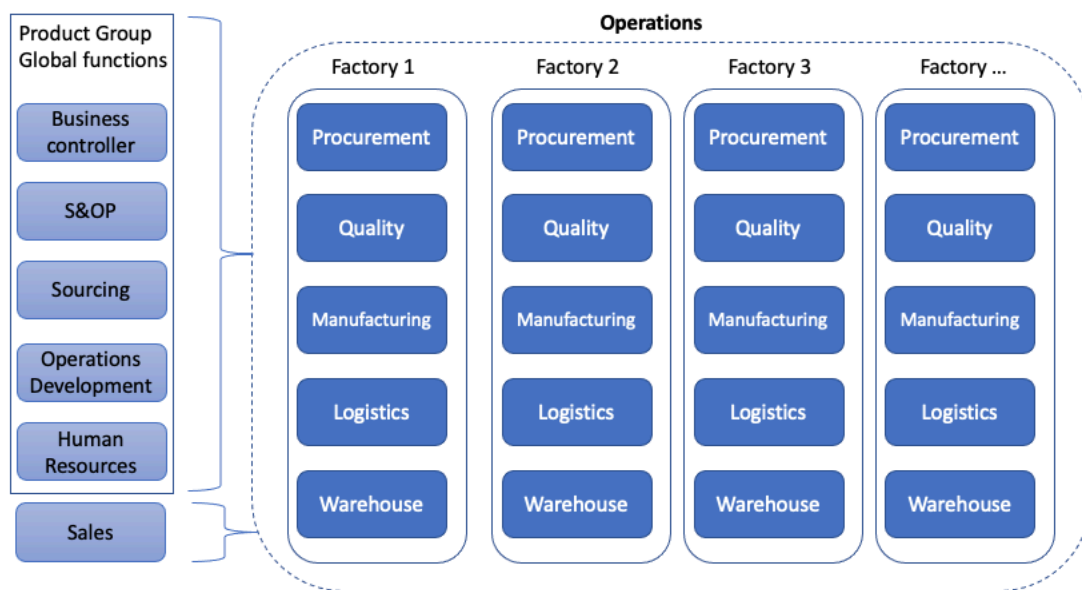 Product Group
Global functions
Business
controller
S&OP
Sourcing
Operations
Development
Human
Resources
Sales
Operations
Factory 1
Procurement
Quality
Manufacturing
Logistics
Warehouse
Factory 2
Procurement
Quality
Manufacturing
Logistics
Warehouse
Factory 3
Procurement
Quality
Manufacturing
Logistics
Warehouse
Factory ...
Procurement
Quality
Manufacturing
Logistics
Warehouse